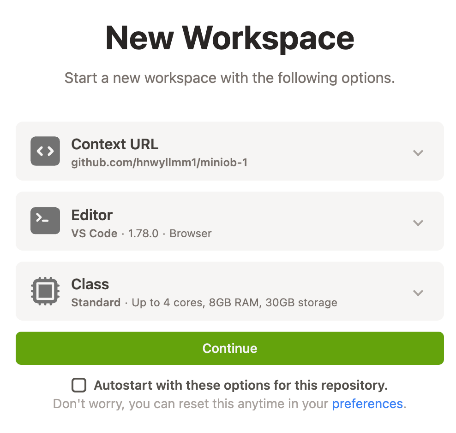 New Workspace
Start a new workspace with the following options.
Context URL
github.com/hnwyllmm1/miniob-1
Editor
VS Code · 1.78.0 · Browser
Class
Standard · Up to 4 cores, 8GB RAM, 30GB storage
Continue
Autostart with these options for this repository.
Don't worry, you can reset this anytime in your preferences.